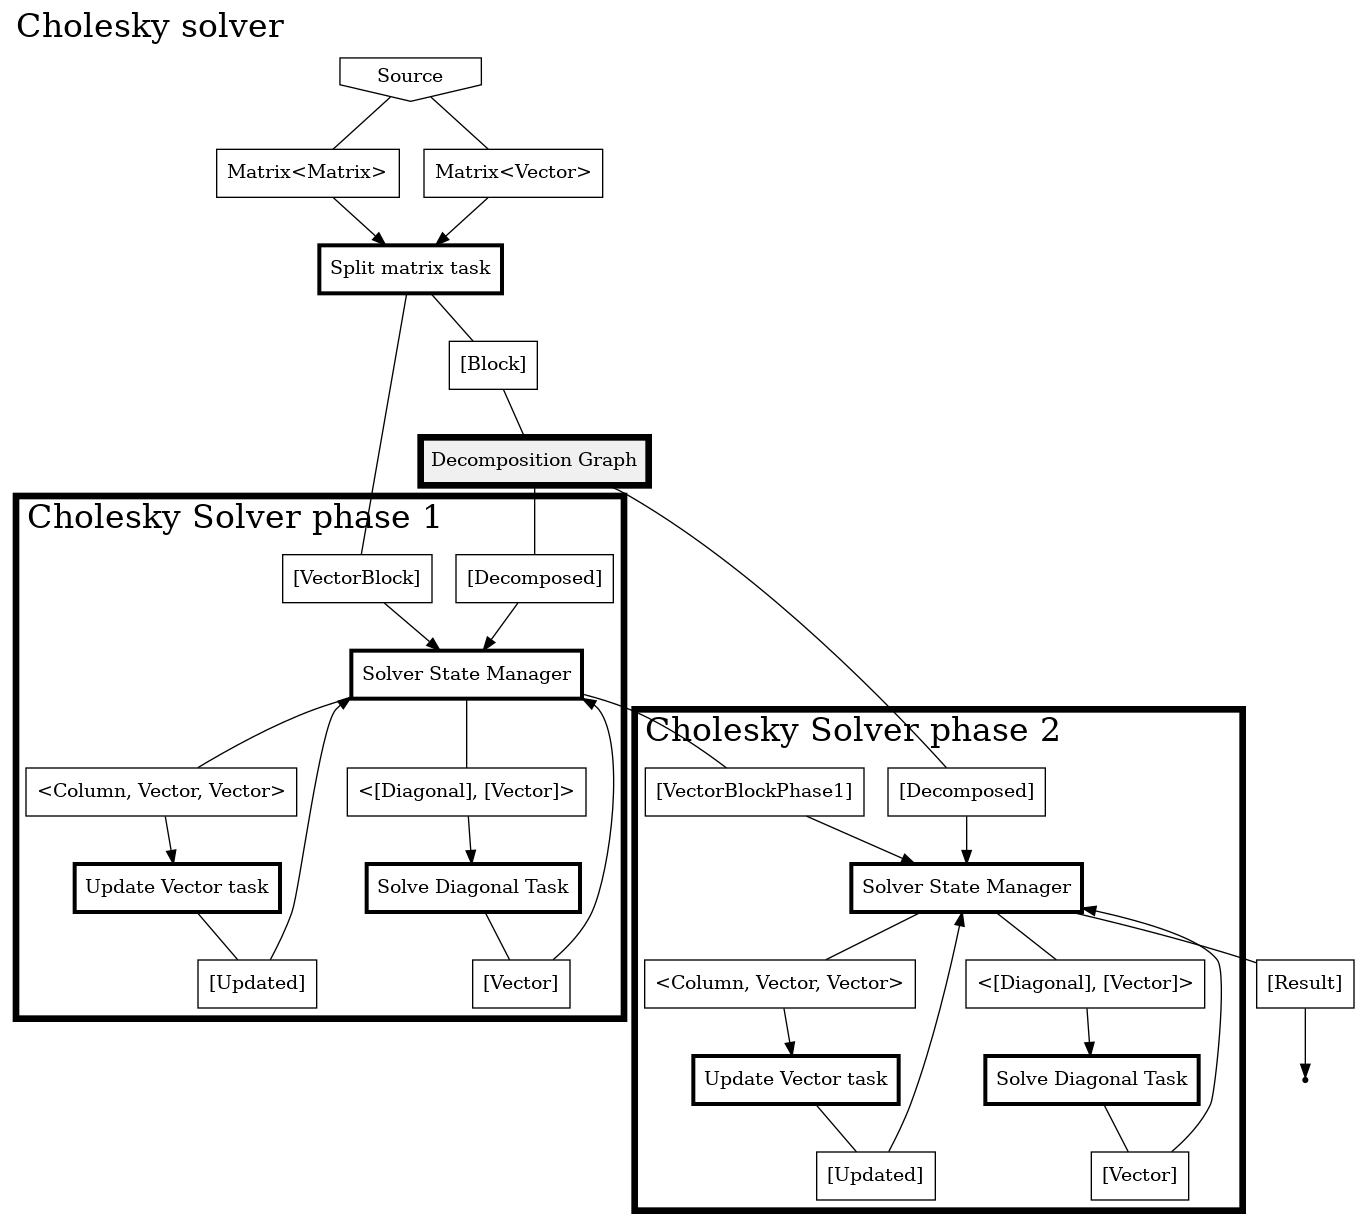 Cholesky solver
Source
Matrix<Matrix>
Matrix<Vector>
Split matrix task
[Block]
Decomposition Graph
Cholesky Solver phase 1
[VectorBlock]
[Decomposed]
Solver State Manager
<Column, Vector, Vector>
<[Diagonal], [Vector]>
Update Vector task
Solve Diagonal Task
[Updated]
[Vector]
Cholesky Solver phase 2
[VectorBlockPhase1]
[Decomposed]
Solver State Manager
<Column, Vector, Vector>
<[Diagonal], [Vector]>
[Result]
Update Vector task
Solve Diagonal Task
[Updated]
[Vector]